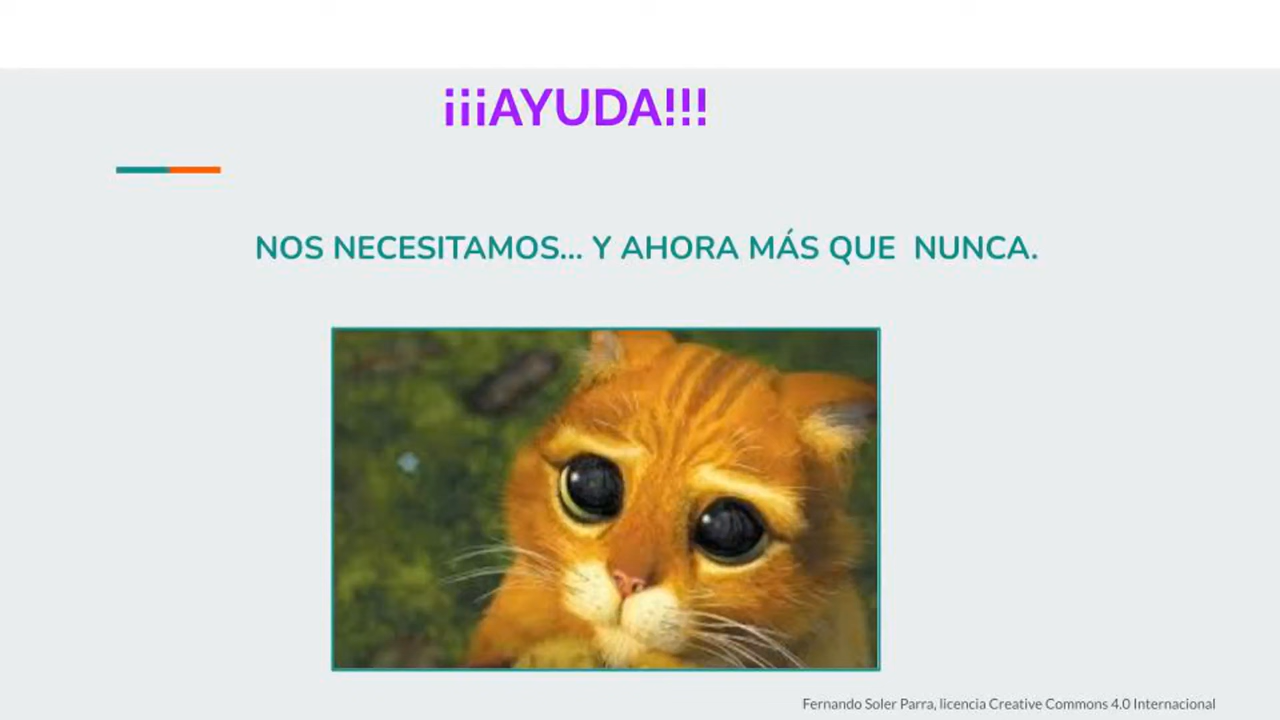 ¡¡¡AYUDA!!!
NOS NECESITAMOS... Y AHORA MÁS QUE NUNCA.
Fernando Soler Parra, licencia Creative Commons 4.0 Internacional